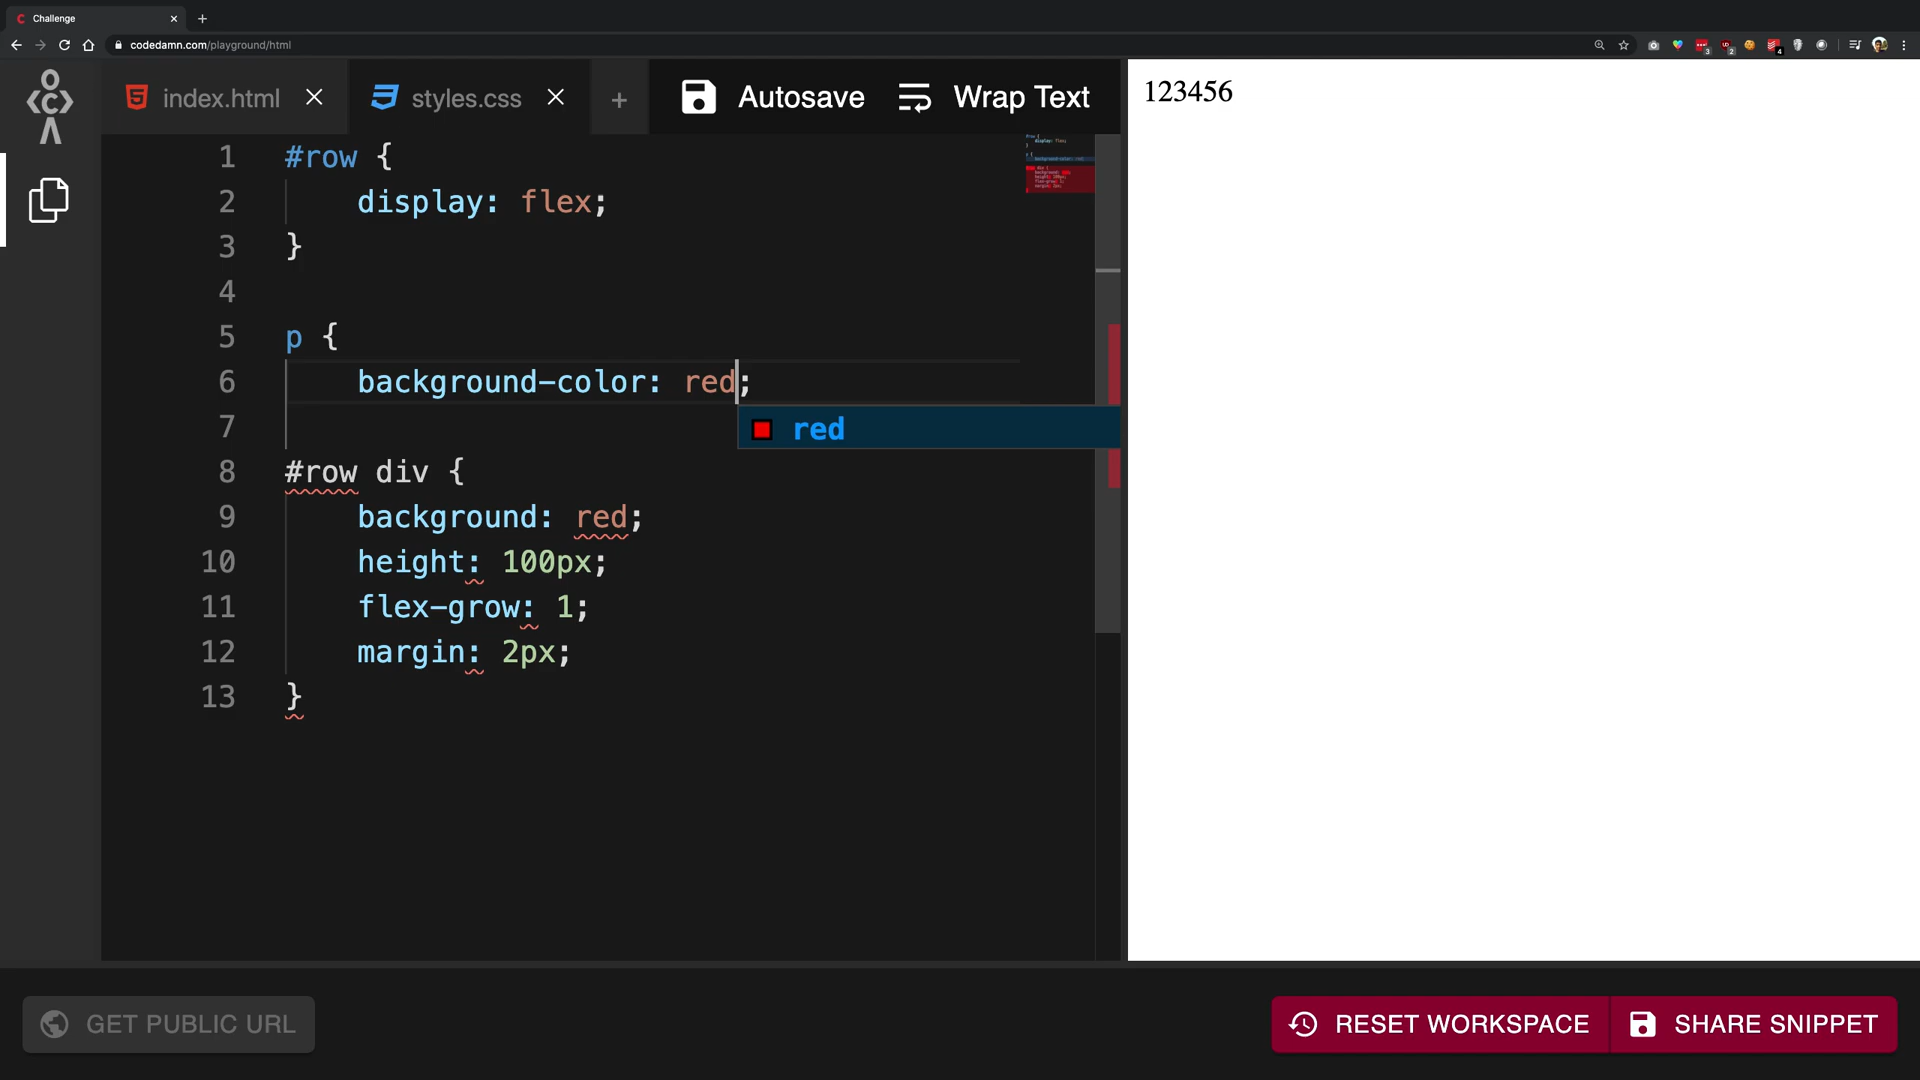 Challenge
codedamn.com/playground/html
index.html
styles.css
Autosave
Wrap Text
123456
1 #row {
2 display: flex;
3 }
4
5 p {
6 background-color: red;
7
red
8 #row div {
9 background: red;
10 height: 100px;
11 flex-grow: 1;
12 margin: 2px;
13 }
GET PUBLIC URL
RESET WORKSPACE
SHARE SNIPPET